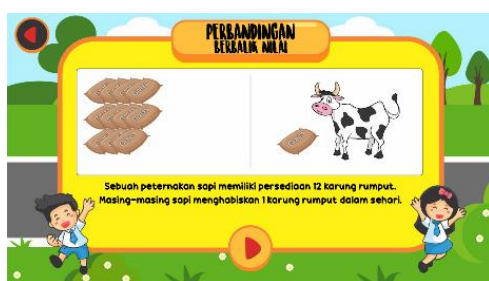 PERBANDINGAN
BERBALIK NILAI
Sebuah peternakan sapi memiliki persediaan 12 karung rumput.
Masing-masing sapi menghabiskan 1 karung rumput dalam sehari.